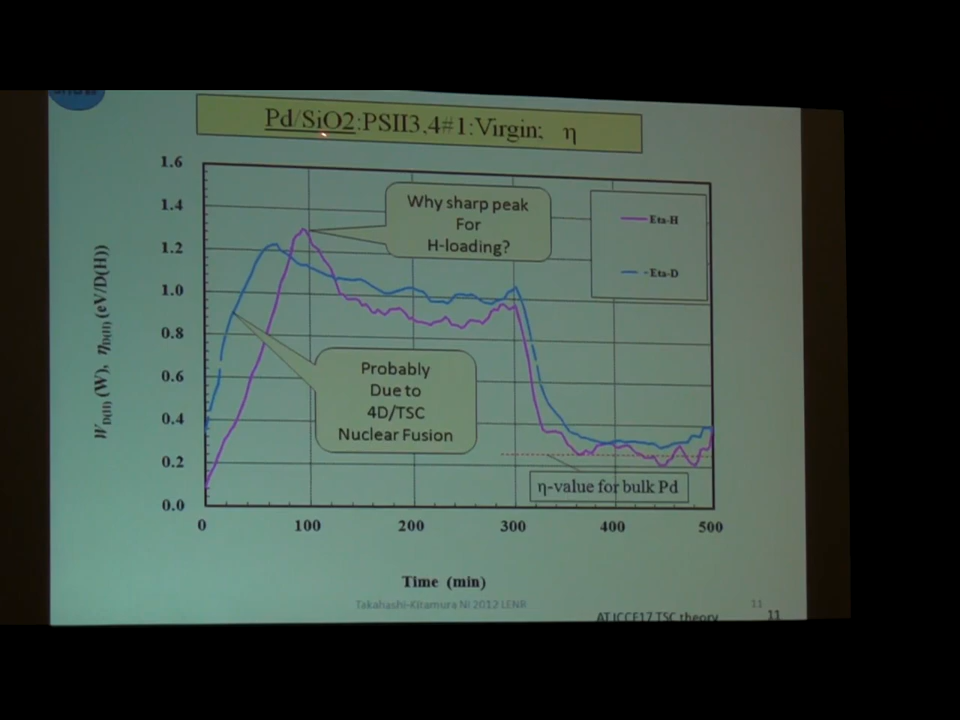 Pd/SiO2:PSII3,4#1:Virgin; η
1.6
1.4
1.2
1.0
0.8
0.6
0.4
0.2
0.0
W_D(H) (W), η_D(H) (eV/D(H))
Why sharp peak
For
H-loading?
Eta-H
Eta-D
Probably
Due to
4D/TSC
Nuclear Fusion
η-value for bulk Pd
0 100 200 300 400 500
Time (min)
Takahashi-Kitamura Ni 2012 LENR
11
AT ICCF17 TSC theory
11